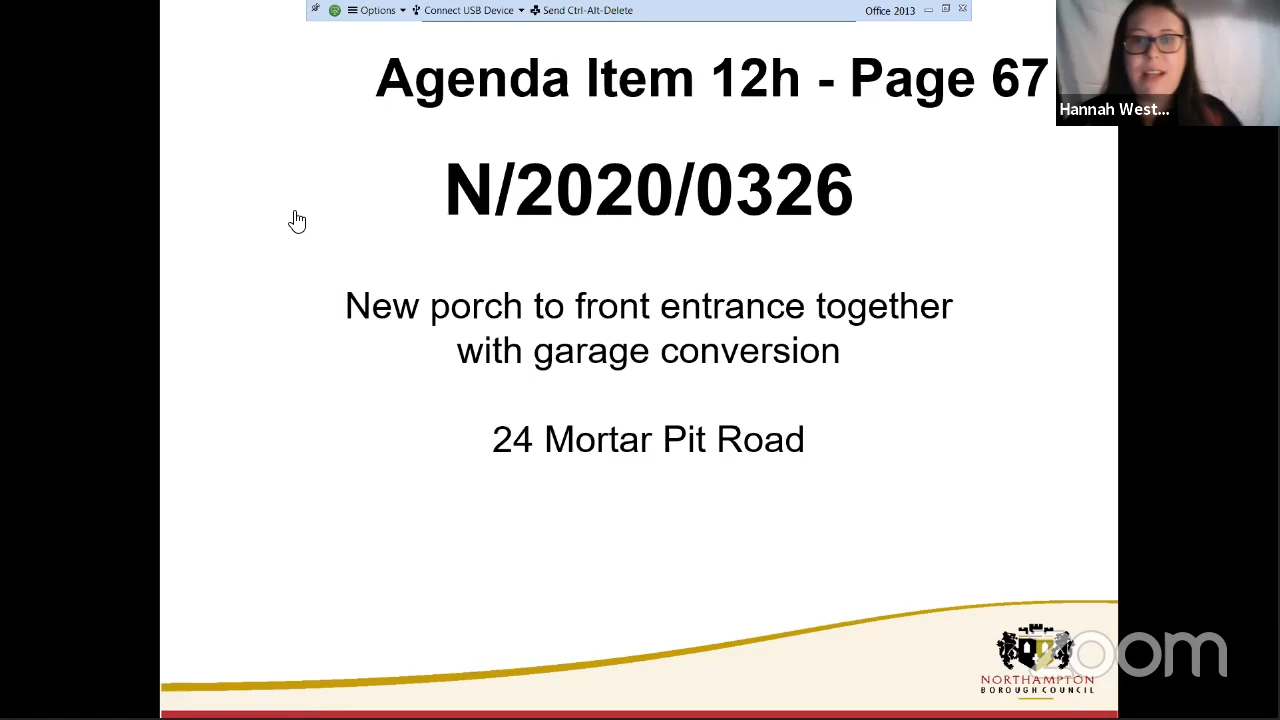 Options Connect USB Device Send Ctrl-Alt-Delete Office 2013
Agenda Item 12h - Page 67
Hannah West...
N/2020/0326
New porch to front entrance together
with garage conversion
24 Mortar Pit Road
zoom
NORTHAMPTON
BOROUGH COUNCIL